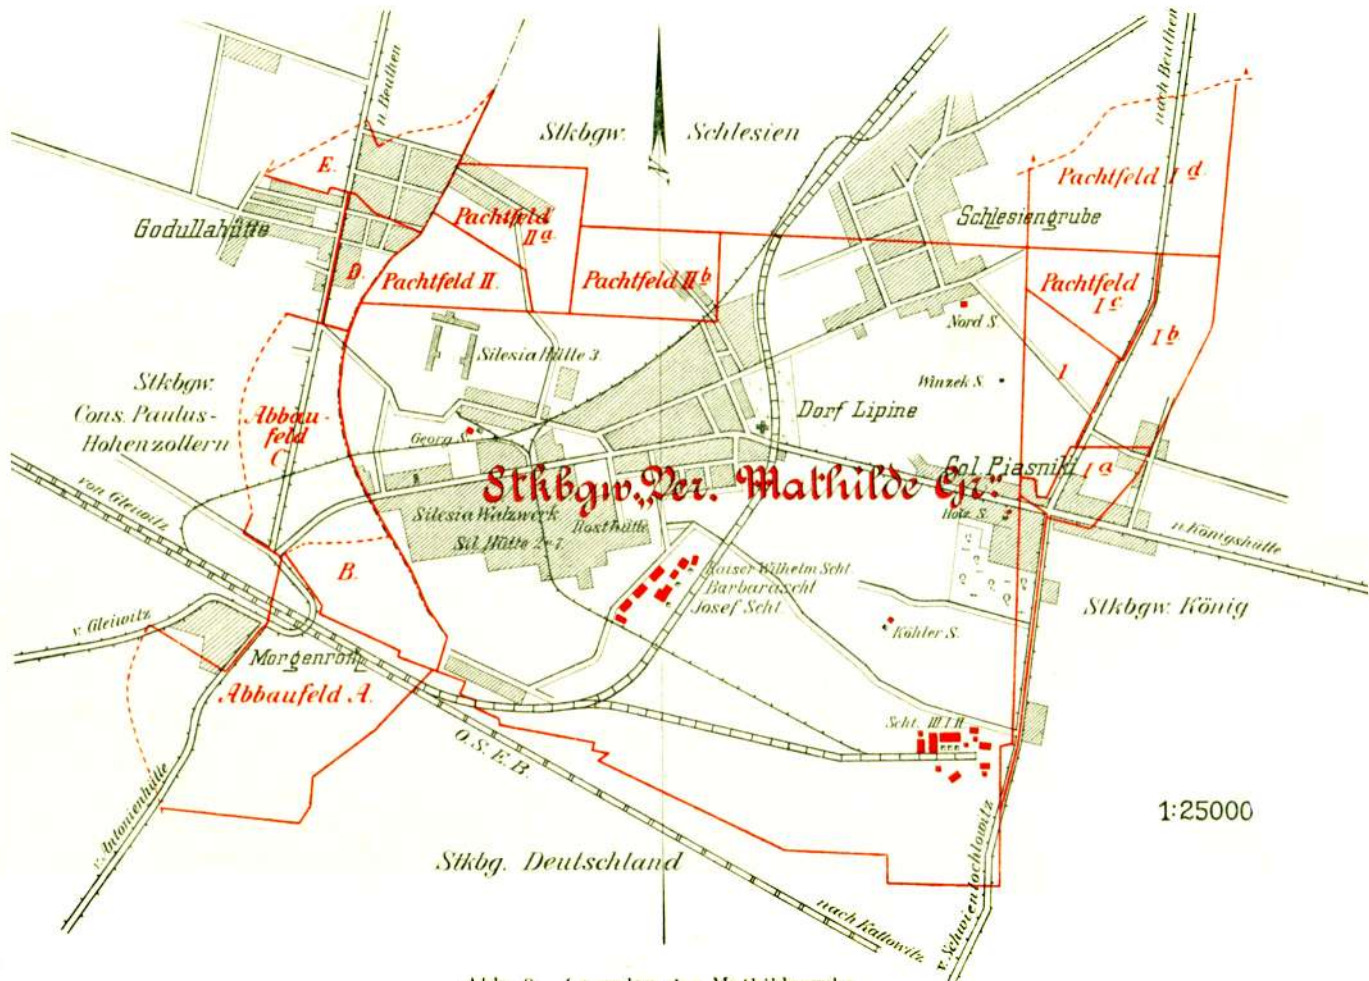 n. Beuthen
nach Beuthen
Stkbgw. Schlesien
E.
Pachtfeld I d.
Godullahütte
Pachtfeld
II a.
Schlesiengrube
D.
Pachtfeld II.
Pachtfeld II b
Pachtfeld
I c.
I b.
Nord S.
Silesia Hütte 3.
Winzek S.
I
Stkbgw.
Cons. Paulus-
Hohenzollern
Abbau-
feld
C
Dorf Lipine
Georg S.
Col. Piasniki
I a
Stkbgw. „Ver. Mathilde Gr."
von Gleiwitz
Silesia Walzwerk
Rosthütte
Holz. S.
n. Königshütte
Sil. Hütte 2-7.
B.
Kaiser Wilhelm Scht.
Barbarascht
Josef Scht.
Stkbgw. König
v. Gleiwitz
Köhler S.
Morgenroth
Abbaufeld A.
Scht. III I II
O.S.E.B.
v. Antonienhütte
1:25000
Stkbg. Deutschland
nach Kattowitz
v. Schwientochlowitz